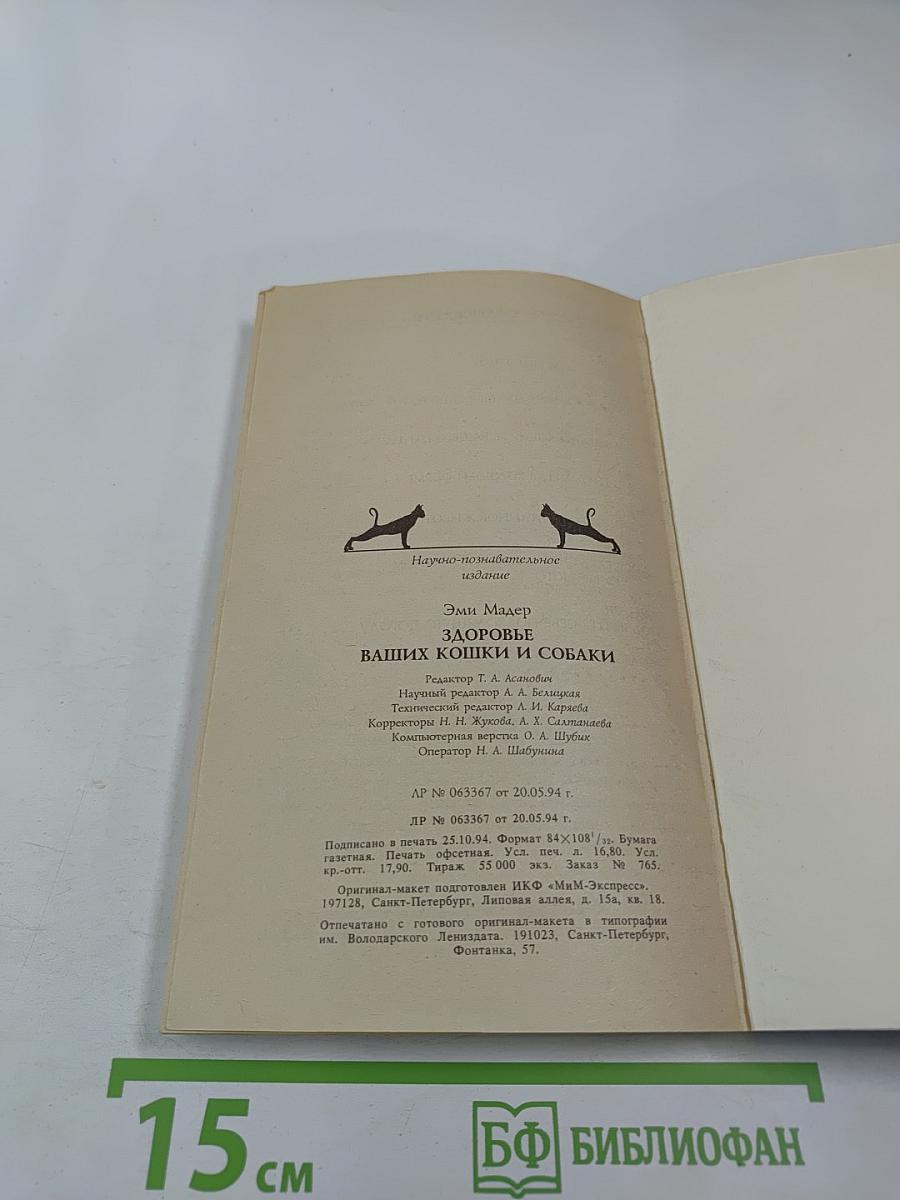 Научно-познавательное
издание
Эми Мадер
ЗДОРОВЬЕ
ВАШИХ КОШКИ И СОБАКИ
Редактор Т. А. Асанович
Научный редактор А. А. Белицкая
Технический редактор Л. И. Каряева
Корректоры Н. Н. Жукова, А. Х. Салтанаева
Компьютерная верстка О. А. Шубик
Оператор Н. А. Шабунина
ЛР № 063367 от 20.05.94 г.
ЛР № 063367 от 20.05.94 г.
Подписано в печать 25.10.94. Формат 84×108¹/₃₂. Бумага
газетная. Печать офсетная. Усл. печ. л. 16,80. Усл.
кр.-отт. 17,90. Тираж 55 000 экз. Заказ № 765.
Оригинал-макет подготовлен ИКФ «МиМ-Экспресс».
197128, Санкт-Петербург, Липовая аллея, д. 15а, кв. 18.
Отпечатано с готового оригинал-макета в типографии
им. Володарского Лениздата. 191023, Санкт-Петербург,
Фонтанка, 57.
15 см
БФ БИБЛИОФАН